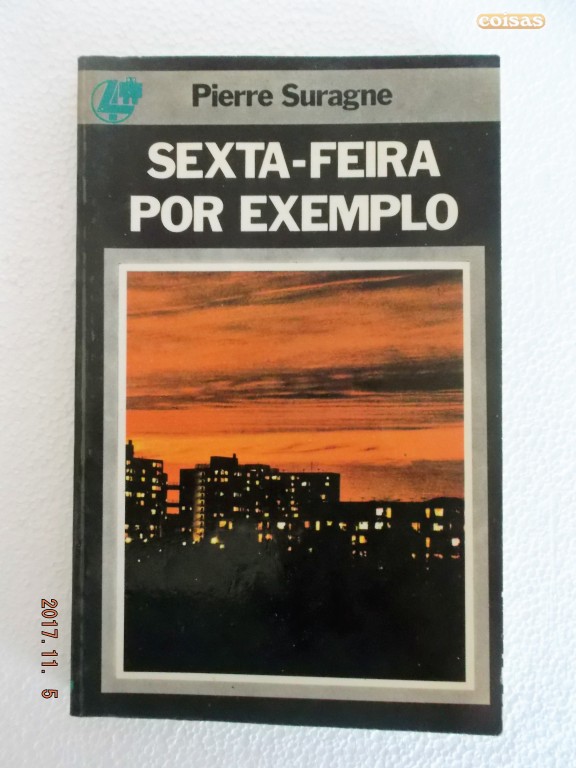 coisas
Pierre Suragne
SEXTA-FEIRA
POR EXEMPLO
2017. 11. 5